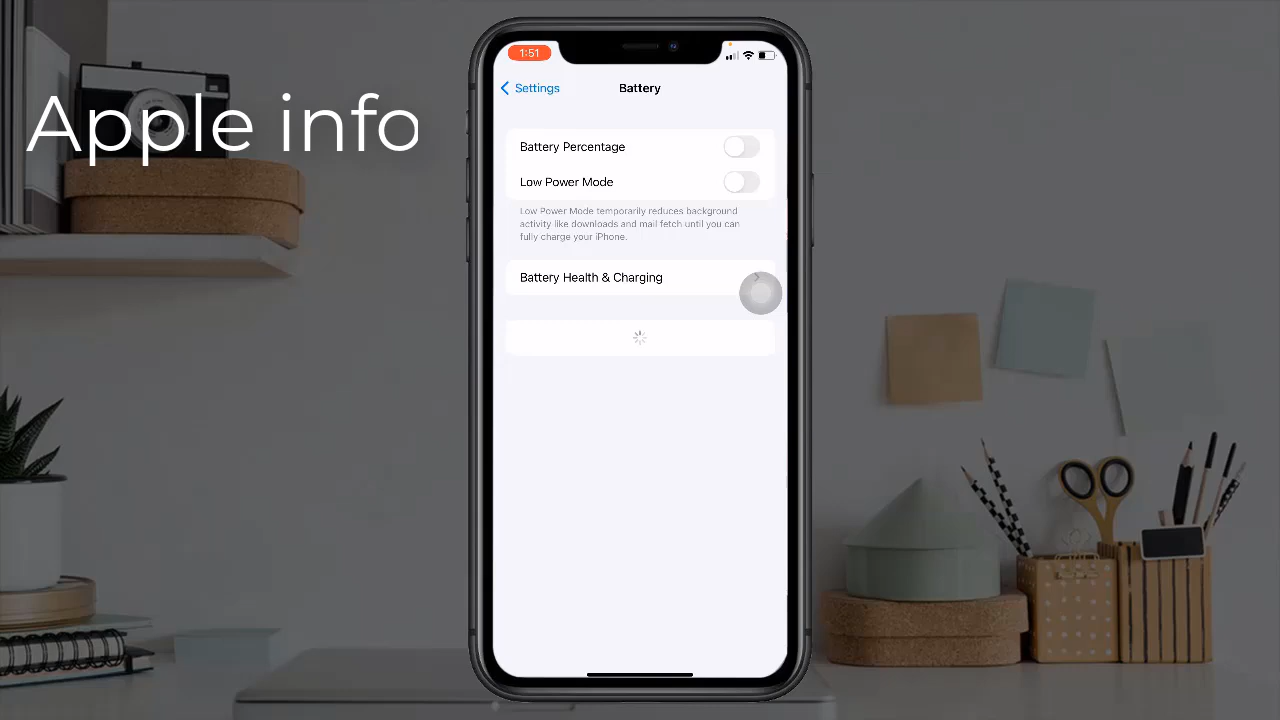 Apple info
1:51
Settings
Battery
Battery Percentage
Low Power Mode
Low Power Mode temporarily reduces background
activity like downloads and mail fetch until you can
fully charge your iPhone.
Battery Health & Charging